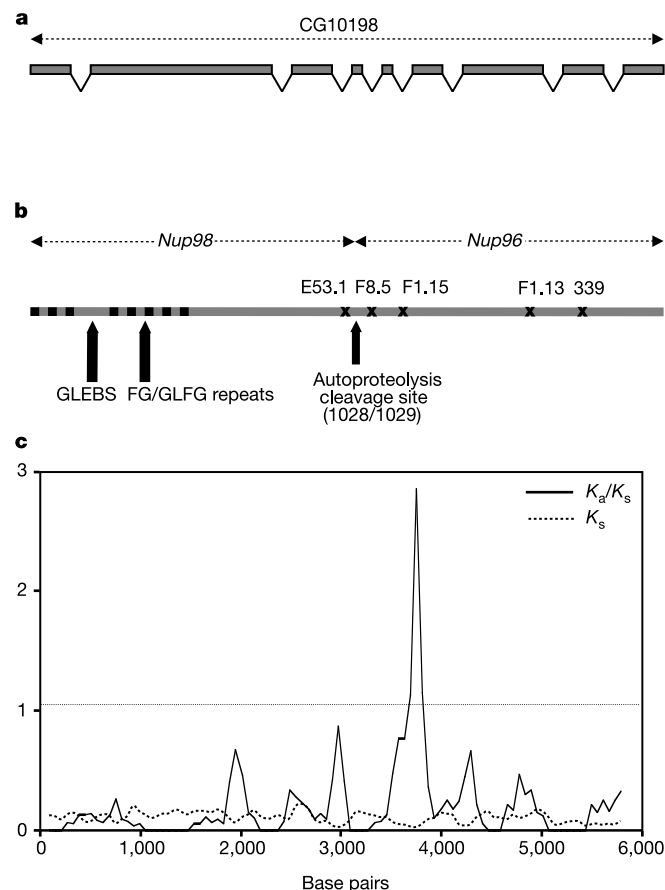 a
CG10198
b
Nup98 Nup96
E53.1 F8.5 F1.15 F1.13 339
GLEBS FG/GLFG repeats
Autoproteolysis
cleavage site
(1028/1029)
c
3
Ka/Ks
Ks
2
1
0
0 1,000 2,000 3,000 4,000 5,000 6,000
Base pairs